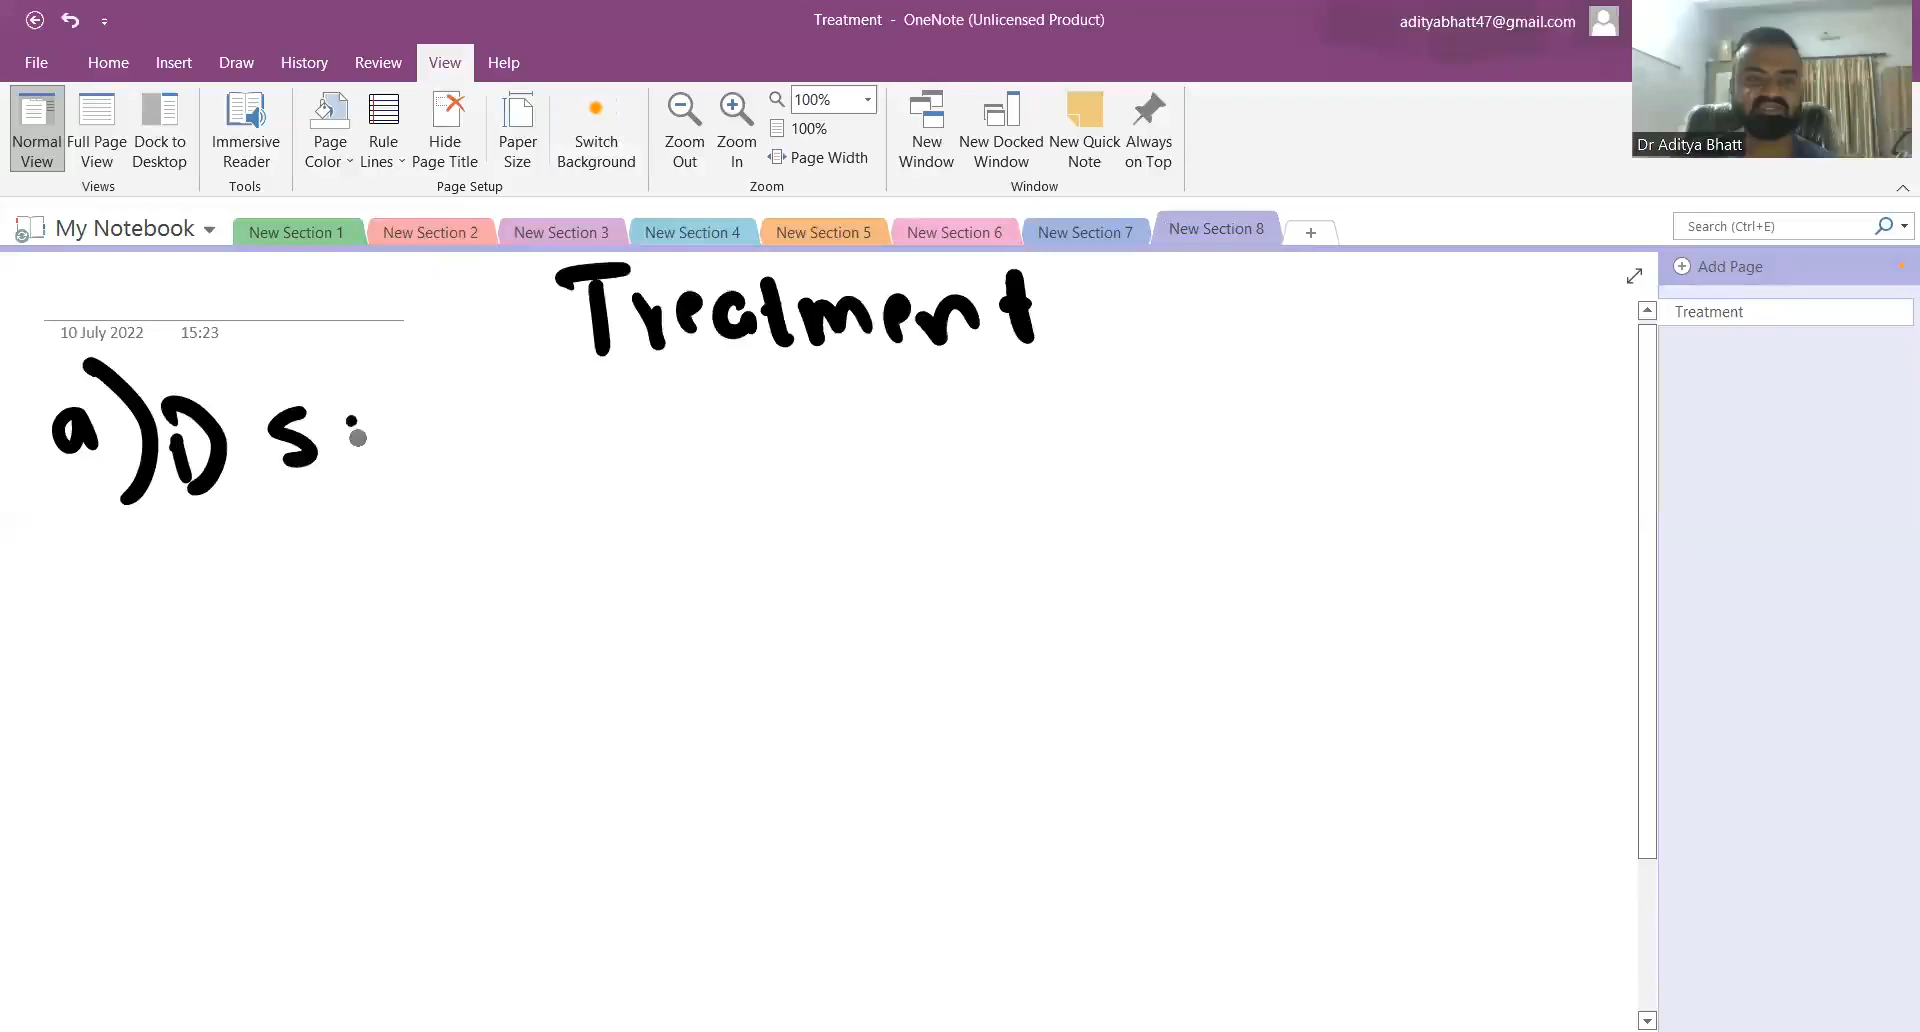 Treatment - OneNote (Unlicensed Product)
adityabhatt47@gmail.com
File Home Insert Draw History Review View Help
Normal View
Full Page View
Dock to Desktop
Immersive Reader
Page Color
Rule Lines
Hide Page Title
Paper Size
Switch Background
Zoom Out
Zoom In
100%
100%
Page Width
New Window
New Docked Window
New Quick Note
Always on Top
Views Tools Page Setup Zoom Window
Dr Aditya Bhatt
My Notebook New Section 1 New Section 2 New Section 3 New Section 4 New Section 5 New Section 6 New Section 7 New Section 8 +
Search (Ctrl+E)
Add Page
Treatment
Treatment
10 July 2022 15:23
a) D S :